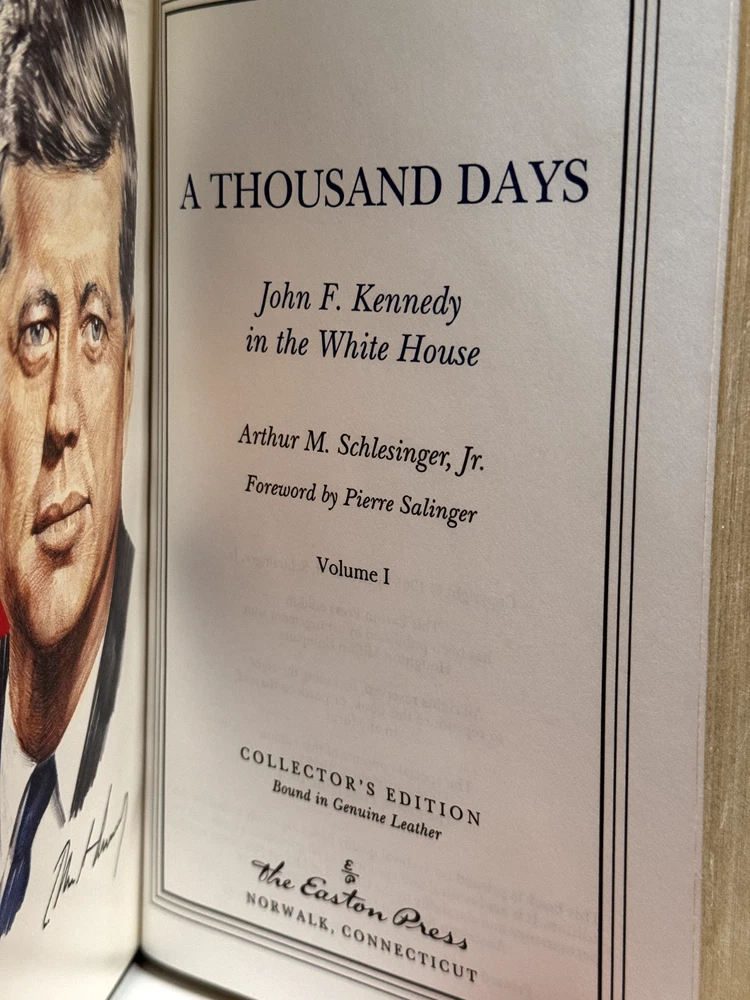 A THOUSAND DAYS
John F. Kennedy
in the White House
Arthur M. Schlesinger, Jr.
Foreword by Pierre Salinger
Volume I
COLLECTOR'S EDITION
Bound in Genuine Leather
The Easton Press
NORWALK, CONNECTICUT